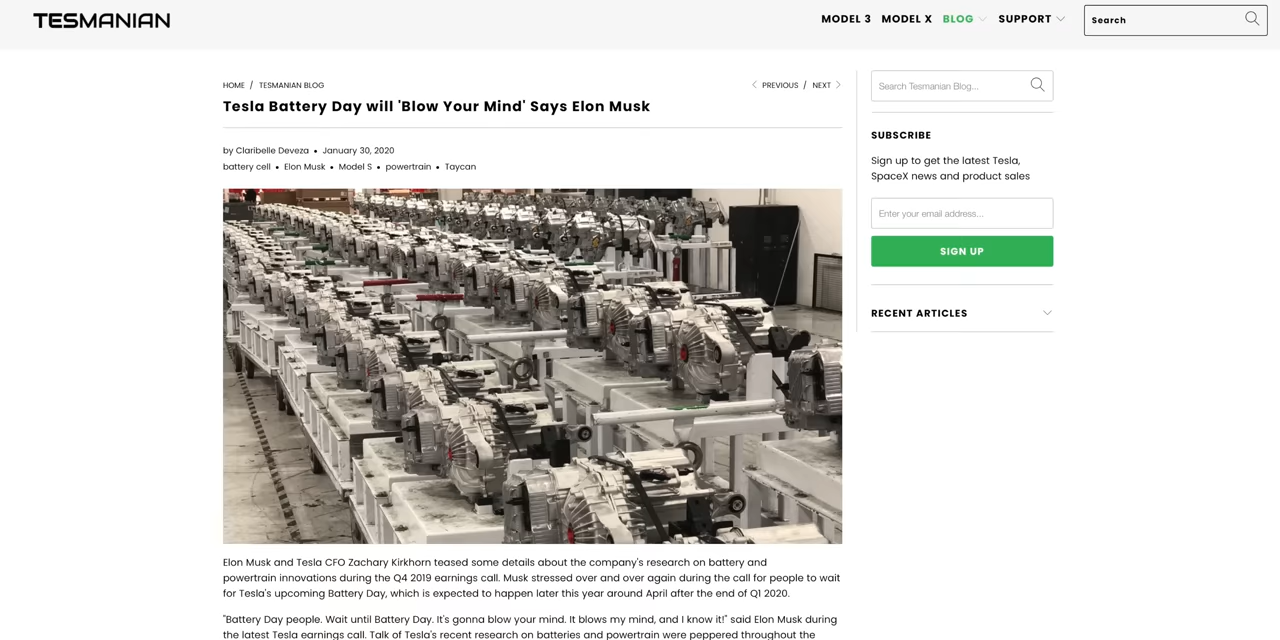 TESMANIAN
MODEL 3 MODEL X BLOG SUPPORT
Search
HOME / TESMANIAN BLOG
PREVIOUS / NEXT
Tesla Battery Day will 'Blow Your Mind' Says Elon Musk
by Claribelle Deveza • January 30, 2020
battery cell • Elon Musk • Model S • powertrain • Taycan
Elon Musk and Tesla CFO Zachary Kirkhorn teased some details about the company's research on battery and
powertrain innovations during the Q4 2019 earnings call. Musk stressed over and over again during the call for people to wait
for Tesla's upcoming Battery Day, which is expected to happen later this year around April after the end of Q1 2020.
"Battery Day people. Wait until Battery Day. It's gonna blow your mind. It blows my mind, and I know it!" said Elon Musk during
the latest Tesla earnings call. Talk of Tesla's recent research on batteries and powertrain were peppered throughout the
Search Tesmanian Blog...
SUBSCRIBE
Sign up to get the latest Tesla,
SpaceX news and product sales
Enter your email address...
SIGN UP
RECENT ARTICLES